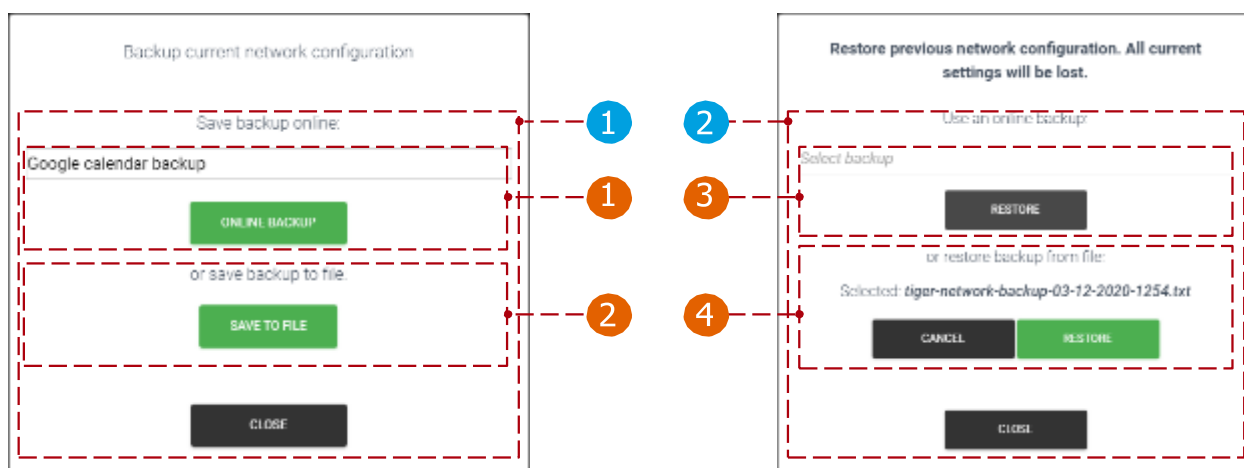 Backup current network configuration
Save backup online:
Google calendar backup
ONLINE BACKUP
or save backup to file:
SAVE TO FILE
CLOSE
1
1
2
Restore previous network configuration. All current
settings will be lost.
Use an online backup:
Select backup
RESTORE
or restore backup from file:
Selected: tiger-network-backup-03-12-2020-1254.txt
CANCEL RESTORE
CLOSE
2
3
4